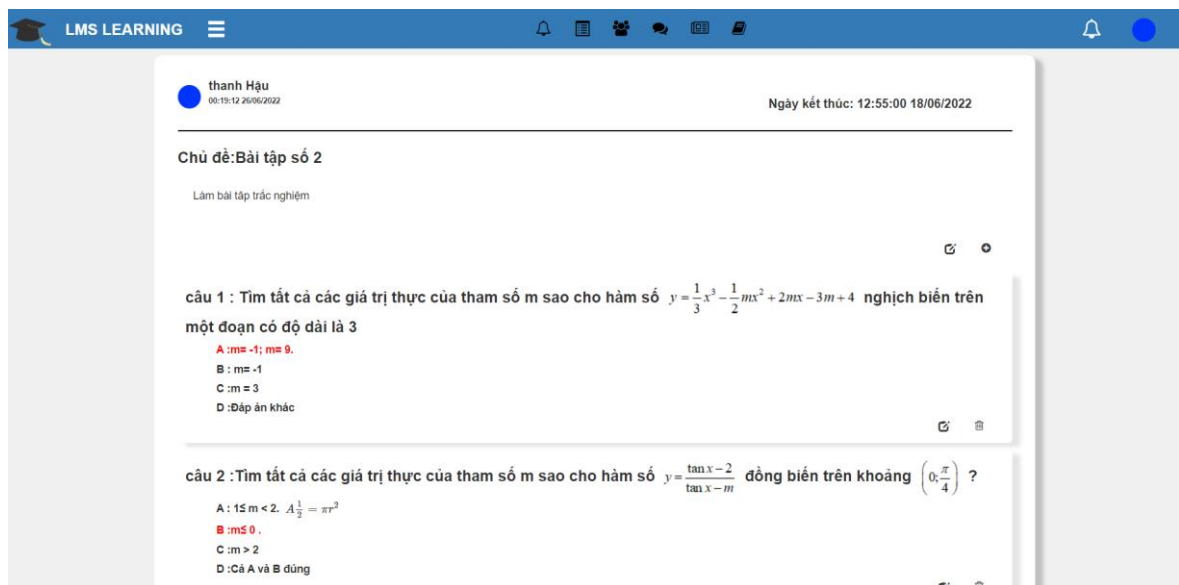 LMS LEARNING
thanh Hậu
00:19:12 26/06/2022
Ngày kết thúc: 12:55:00 18/06/2022
Chủ đề:Bài tập số 2
Làm bài tâp trắc nghiệm
câu 1 : Tìm tất cả các giá trị thực của tham số m sao cho hàm số y = 1/3 x³ − 1/2 mx² + 2mx − 3m + 4 nghịch biến trên
một đoạn có độ dài là 3
A :m= -1; m= 9.
B : m= -1
C :m = 3
D :Đáp án khác
câu 2 :Tìm tất cả các giá trị thực của tham số m sao cho hàm số y = (tan x − 2)/(tan x − m) đồng biến trên khoảng (0; π/4) ?
A : 1≤ m < 2. A 1/2 = πr²
B :m≤ 0 .
C :m > 2
D :Cả A và B đúng